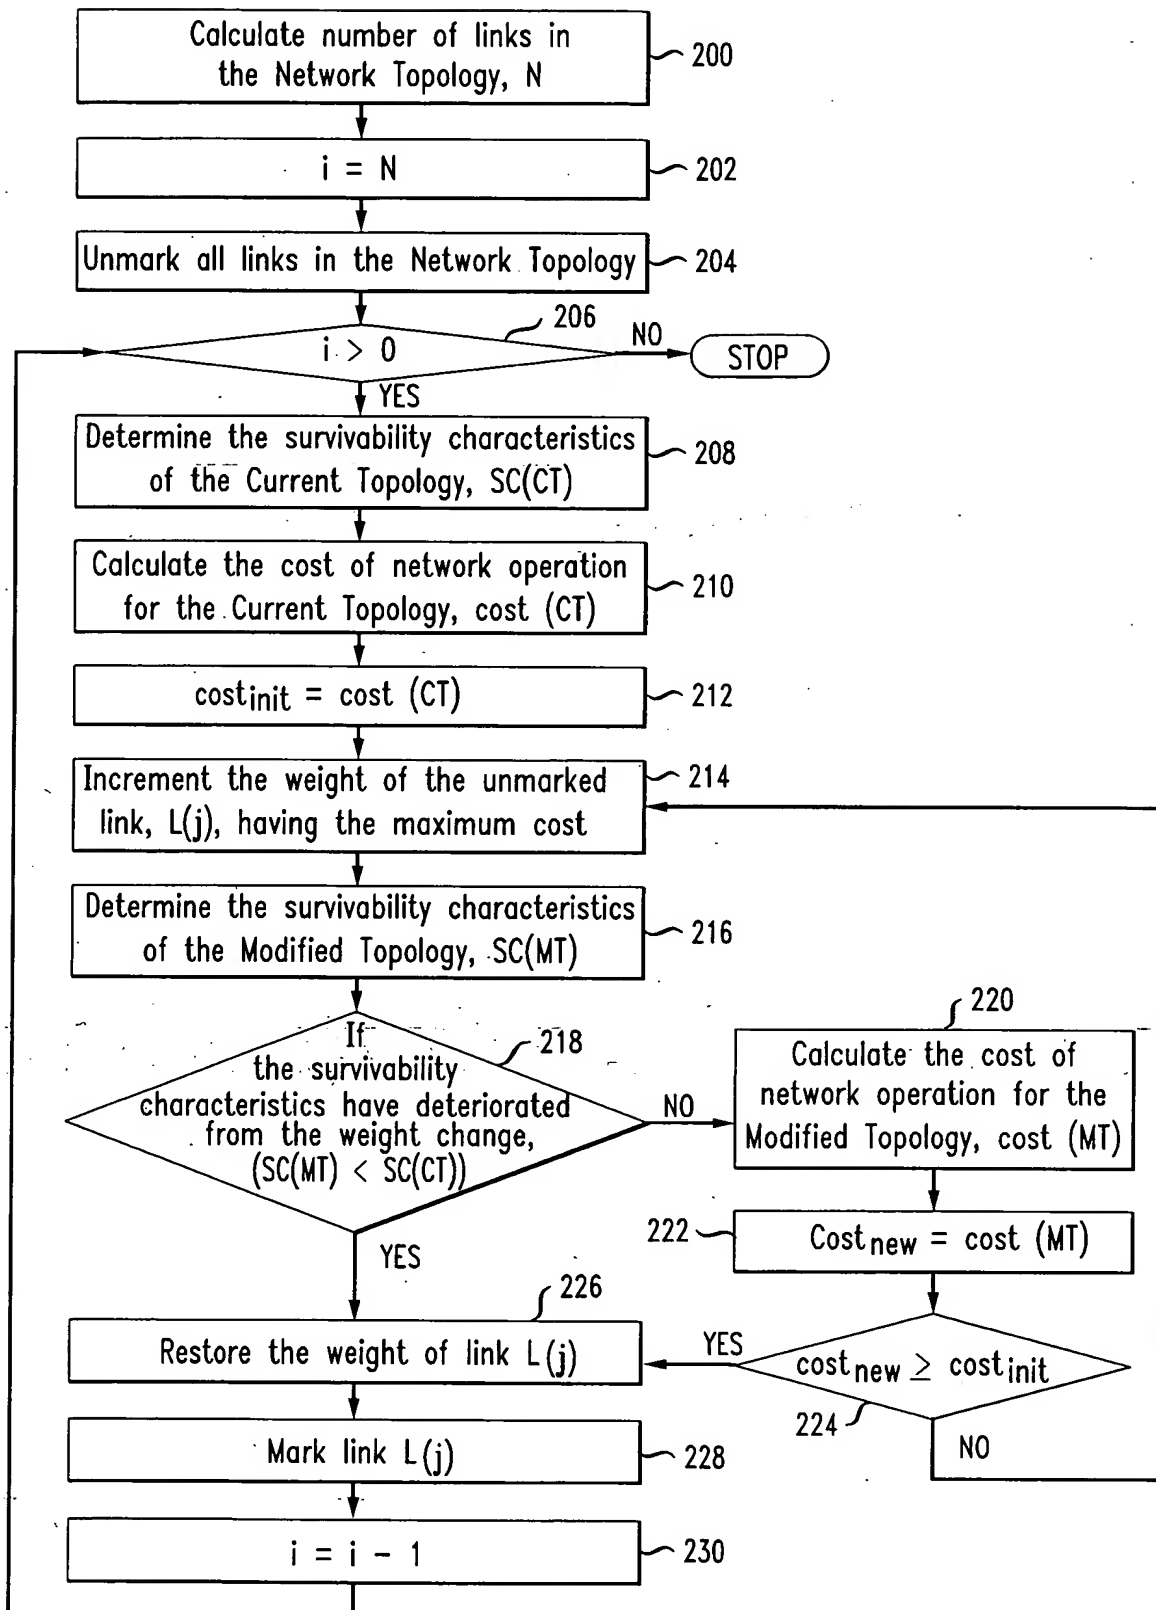 Calculate number of links in
the Network Topology, N
200
i = N
202
Unmark all links in the Network Topology
204
206
i > 0
NO
STOP
YES
Determine the survivability characteristics
of the Current Topology, SC(CT)
208
Calculate the cost of network operation
for the Current Topology, cost (CT)
210
costinit = cost (CT)
212
Increment the weight of the unmarked
link, L(j), having the maximum cost
214
Determine the survivability characteristics
of the Modified Topology, SC(MT)
216
If
the survivability
characteristics have deteriorated
from the weight change,
(SC(MT) < SC(CT))
218
NO
YES
220
Calculate the cost of
network operation for the
Modified Topology, cost (MT)
222
Costnew = cost (MT)
costnew ≥ costinit
224
YES
NO
226
Restore the weight of link L(j)
Mark link L(j)
228
i = i - 1
230